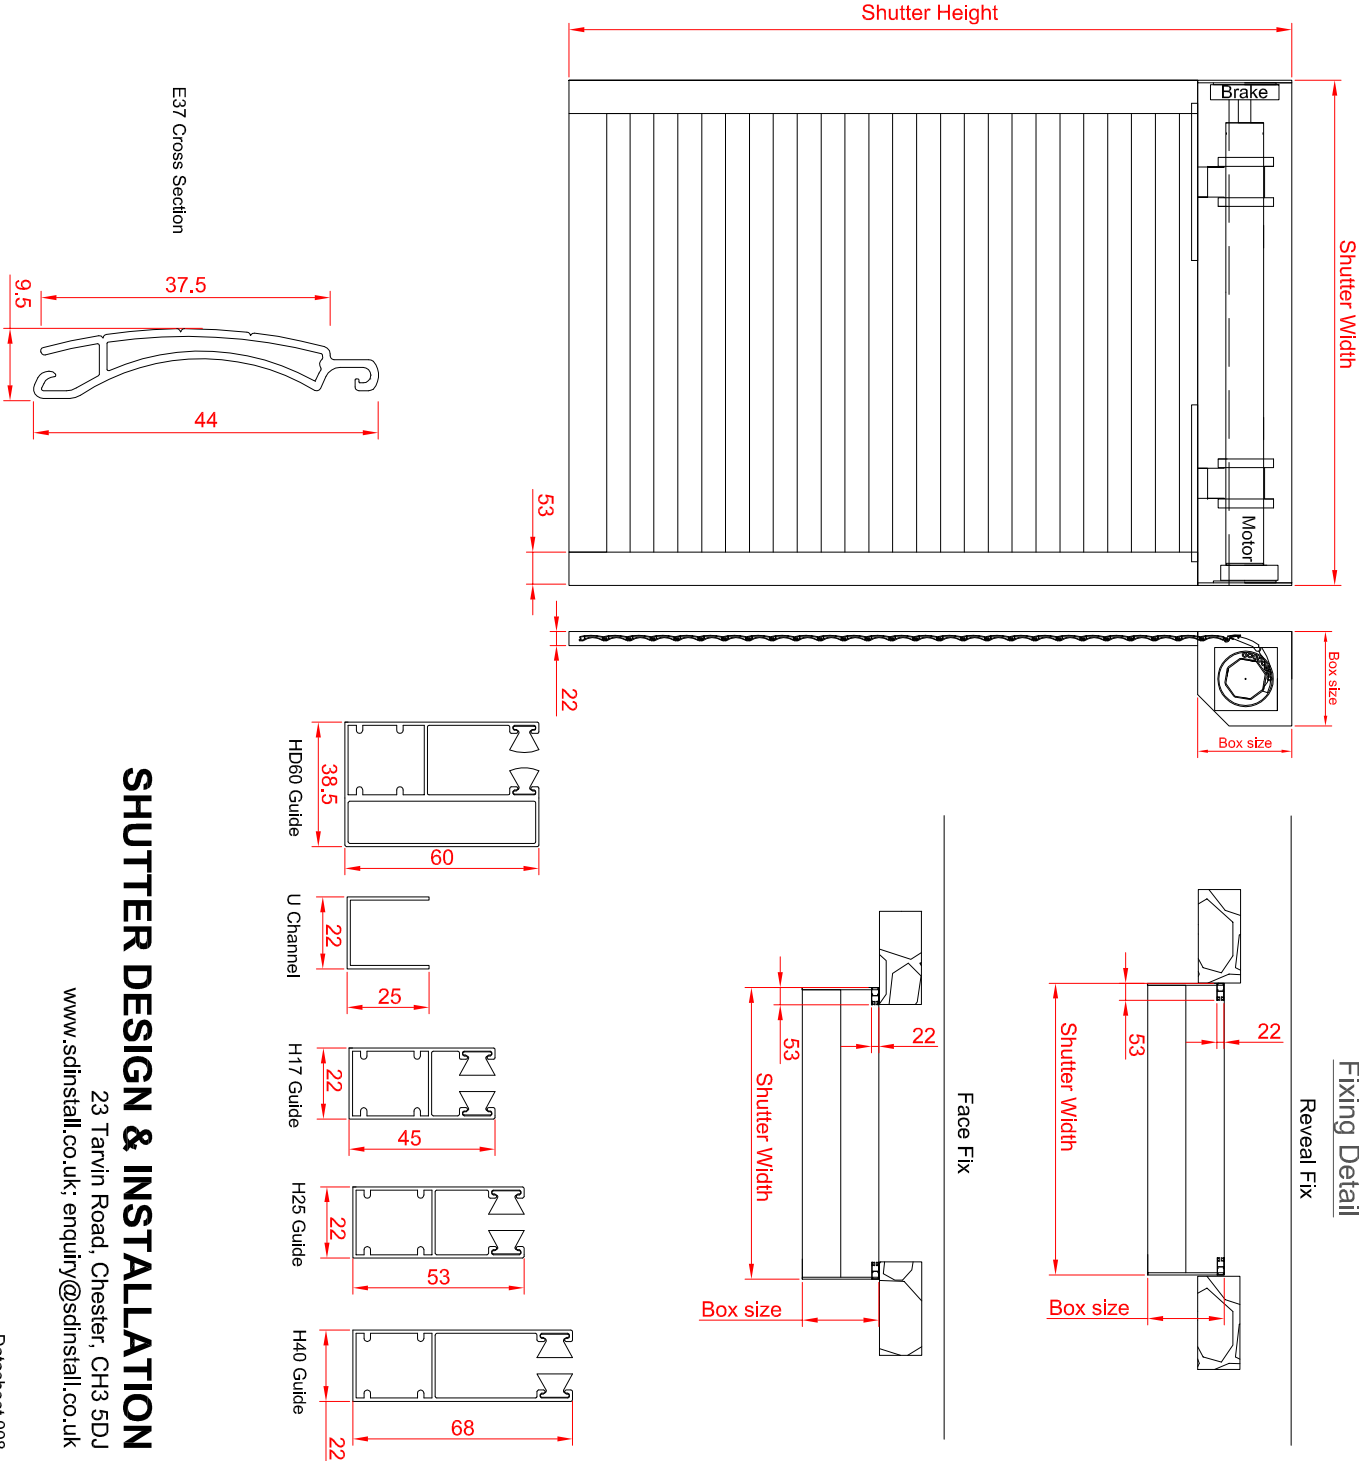 Shutter Height
Shutter Width
Brake
Motor
53
22
Box size
Box size
E37 Cross Section
37.5
9.5
44
Fixing Detail
Reveal Fix
22
53
Shutter Width
Box size
Face Fix
22
53
Shutter Width
Box size
HD60 Guide
38.5
60
U Channel
22
25
H17 Guide
22
45
H25 Guide
22
53
H40 Guide
22
68
SHUTTER DESIGN & INSTALLATION
23 Tarvin Road, Chester, CH3 5DJ
www.sdinstall.co.uk; enquiry@sdinstall.co.uk